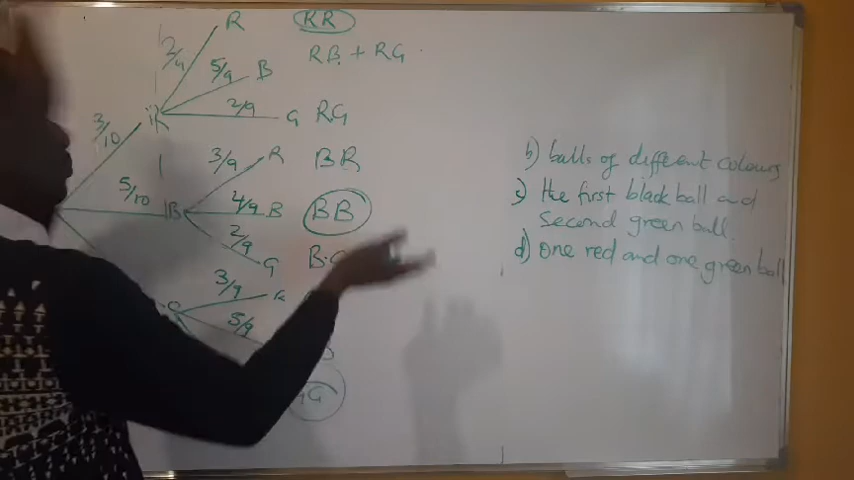 R RR
2/9
5/9 B RB + RG
2/9 G RG
R
3/10
3/9 R BR
5/10 B 4/9 B BB
2/9 G
3/9
5/9
G
b) balls of different colours
c) the first black ball and
second green ball.
d) one red and one green ball